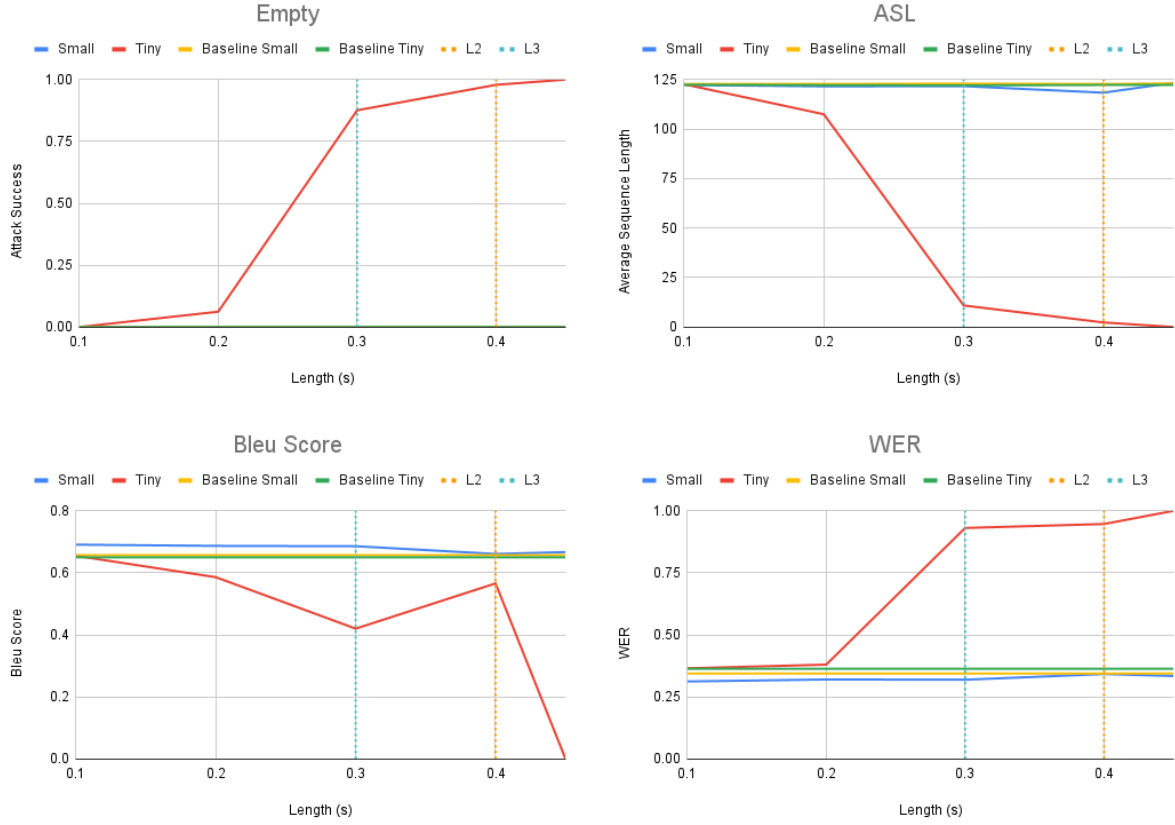 Empty
Small Tiny Baseline Small Baseline Tiny L2 L3
1.00
0.75
0.50
0.25
0.00
Attack Success
0.1 0.2 0.3 0.4
Length (s)
ASL
Small Tiny Baseline Small Baseline Tiny L2 L3
125
100
75
50
25
0
Average Sequence Length
0.1 0.2 0.3 0.4
Length (s)
Bleu Score
Small Tiny Baseline Small Baseline Tiny L2 L3
0.8
0.6
0.4
0.2
0.0
Bleu Score
0.1 0.2 0.3 0.4
Length (s)
WER
Small Tiny Baseline Small Baseline Tiny L2 L3
1.00
0.75
0.50
0.25
0.00
WER
0.1 0.2 0.3 0.4
Length (s)